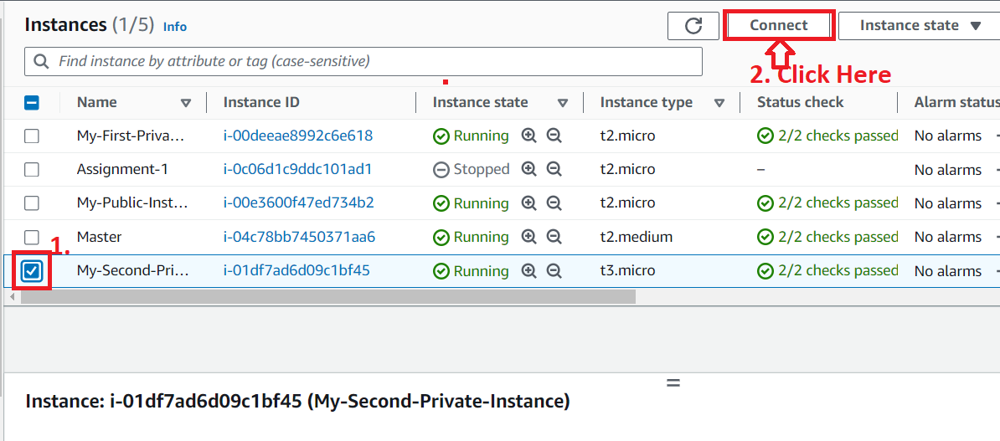 Instances (1/5) Info
Connect
Instance state
Find instance by attribute or tag (case-sensitive)
2. Click Here
Name Instance ID Instance state Instance type Status check Alarm status
My-First-Priva… i-00deeae8992c6e618 Running t2.micro 2/2 checks passed No alarms
Assignment-1 i-0c06d1c9ddc101ad1 Stopped t2.micro – No alarms
My-Public-Inst… i-00e3600f47ed734b2 Running t2.micro 2/2 checks passed No alarms
Master i-04c78bb7450371aa6 Running t2.medium 2/2 checks passed No alarms
1.
My-Second-Pri… i-01df7ad6d09c1bf45 Running t3.micro 2/2 checks passed No alarms
Instance: i-01df7ad6d09c1bf45 (My-Second-Private-Instance)